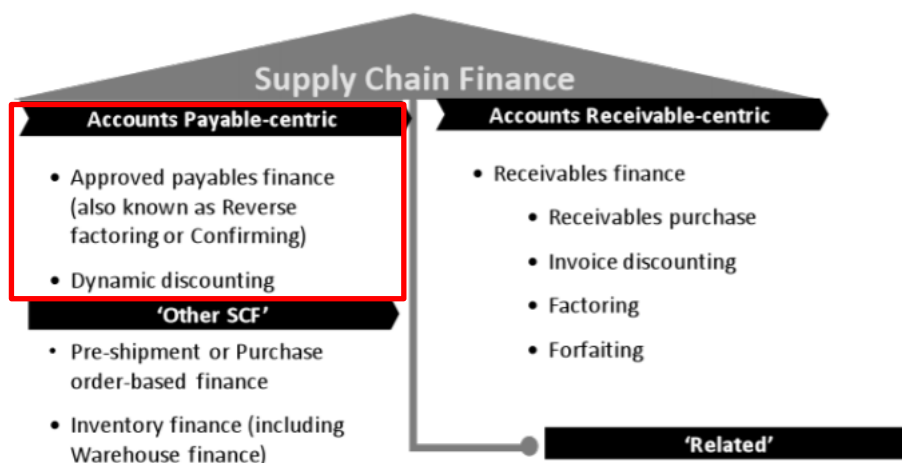 Supply Chain Finance
Accounts Payable-centric
• Approved payables finance
(also known as Reverse
factoring or Confirming)
• Dynamic discounting
'Other SCF'
• Pre-shipment or Purchase
order-based finance
• Inventory finance (including
Warehouse finance)
Accounts Receivable-centric
• Receivables finance
• Receivables purchase
• Invoice discounting
• Factoring
• Forfaiting
'Related'